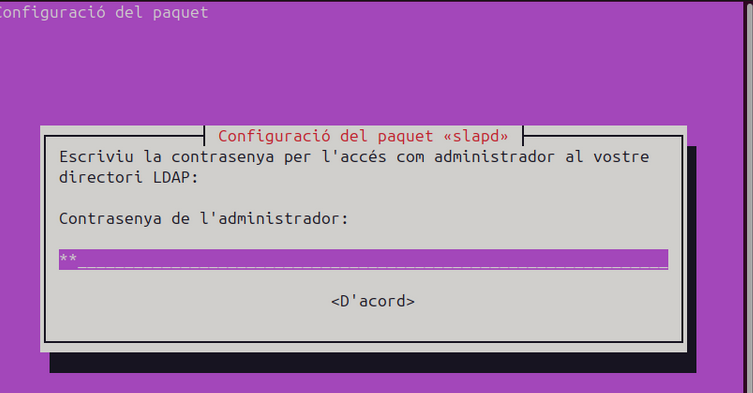 Configuració del paquet
Configuració del paquet «slapd»
Escriviu la contrasenya per l'accés com administrador al vostre
directori LDAP:
Contrasenya de l'administrador:
**
<D'acord>